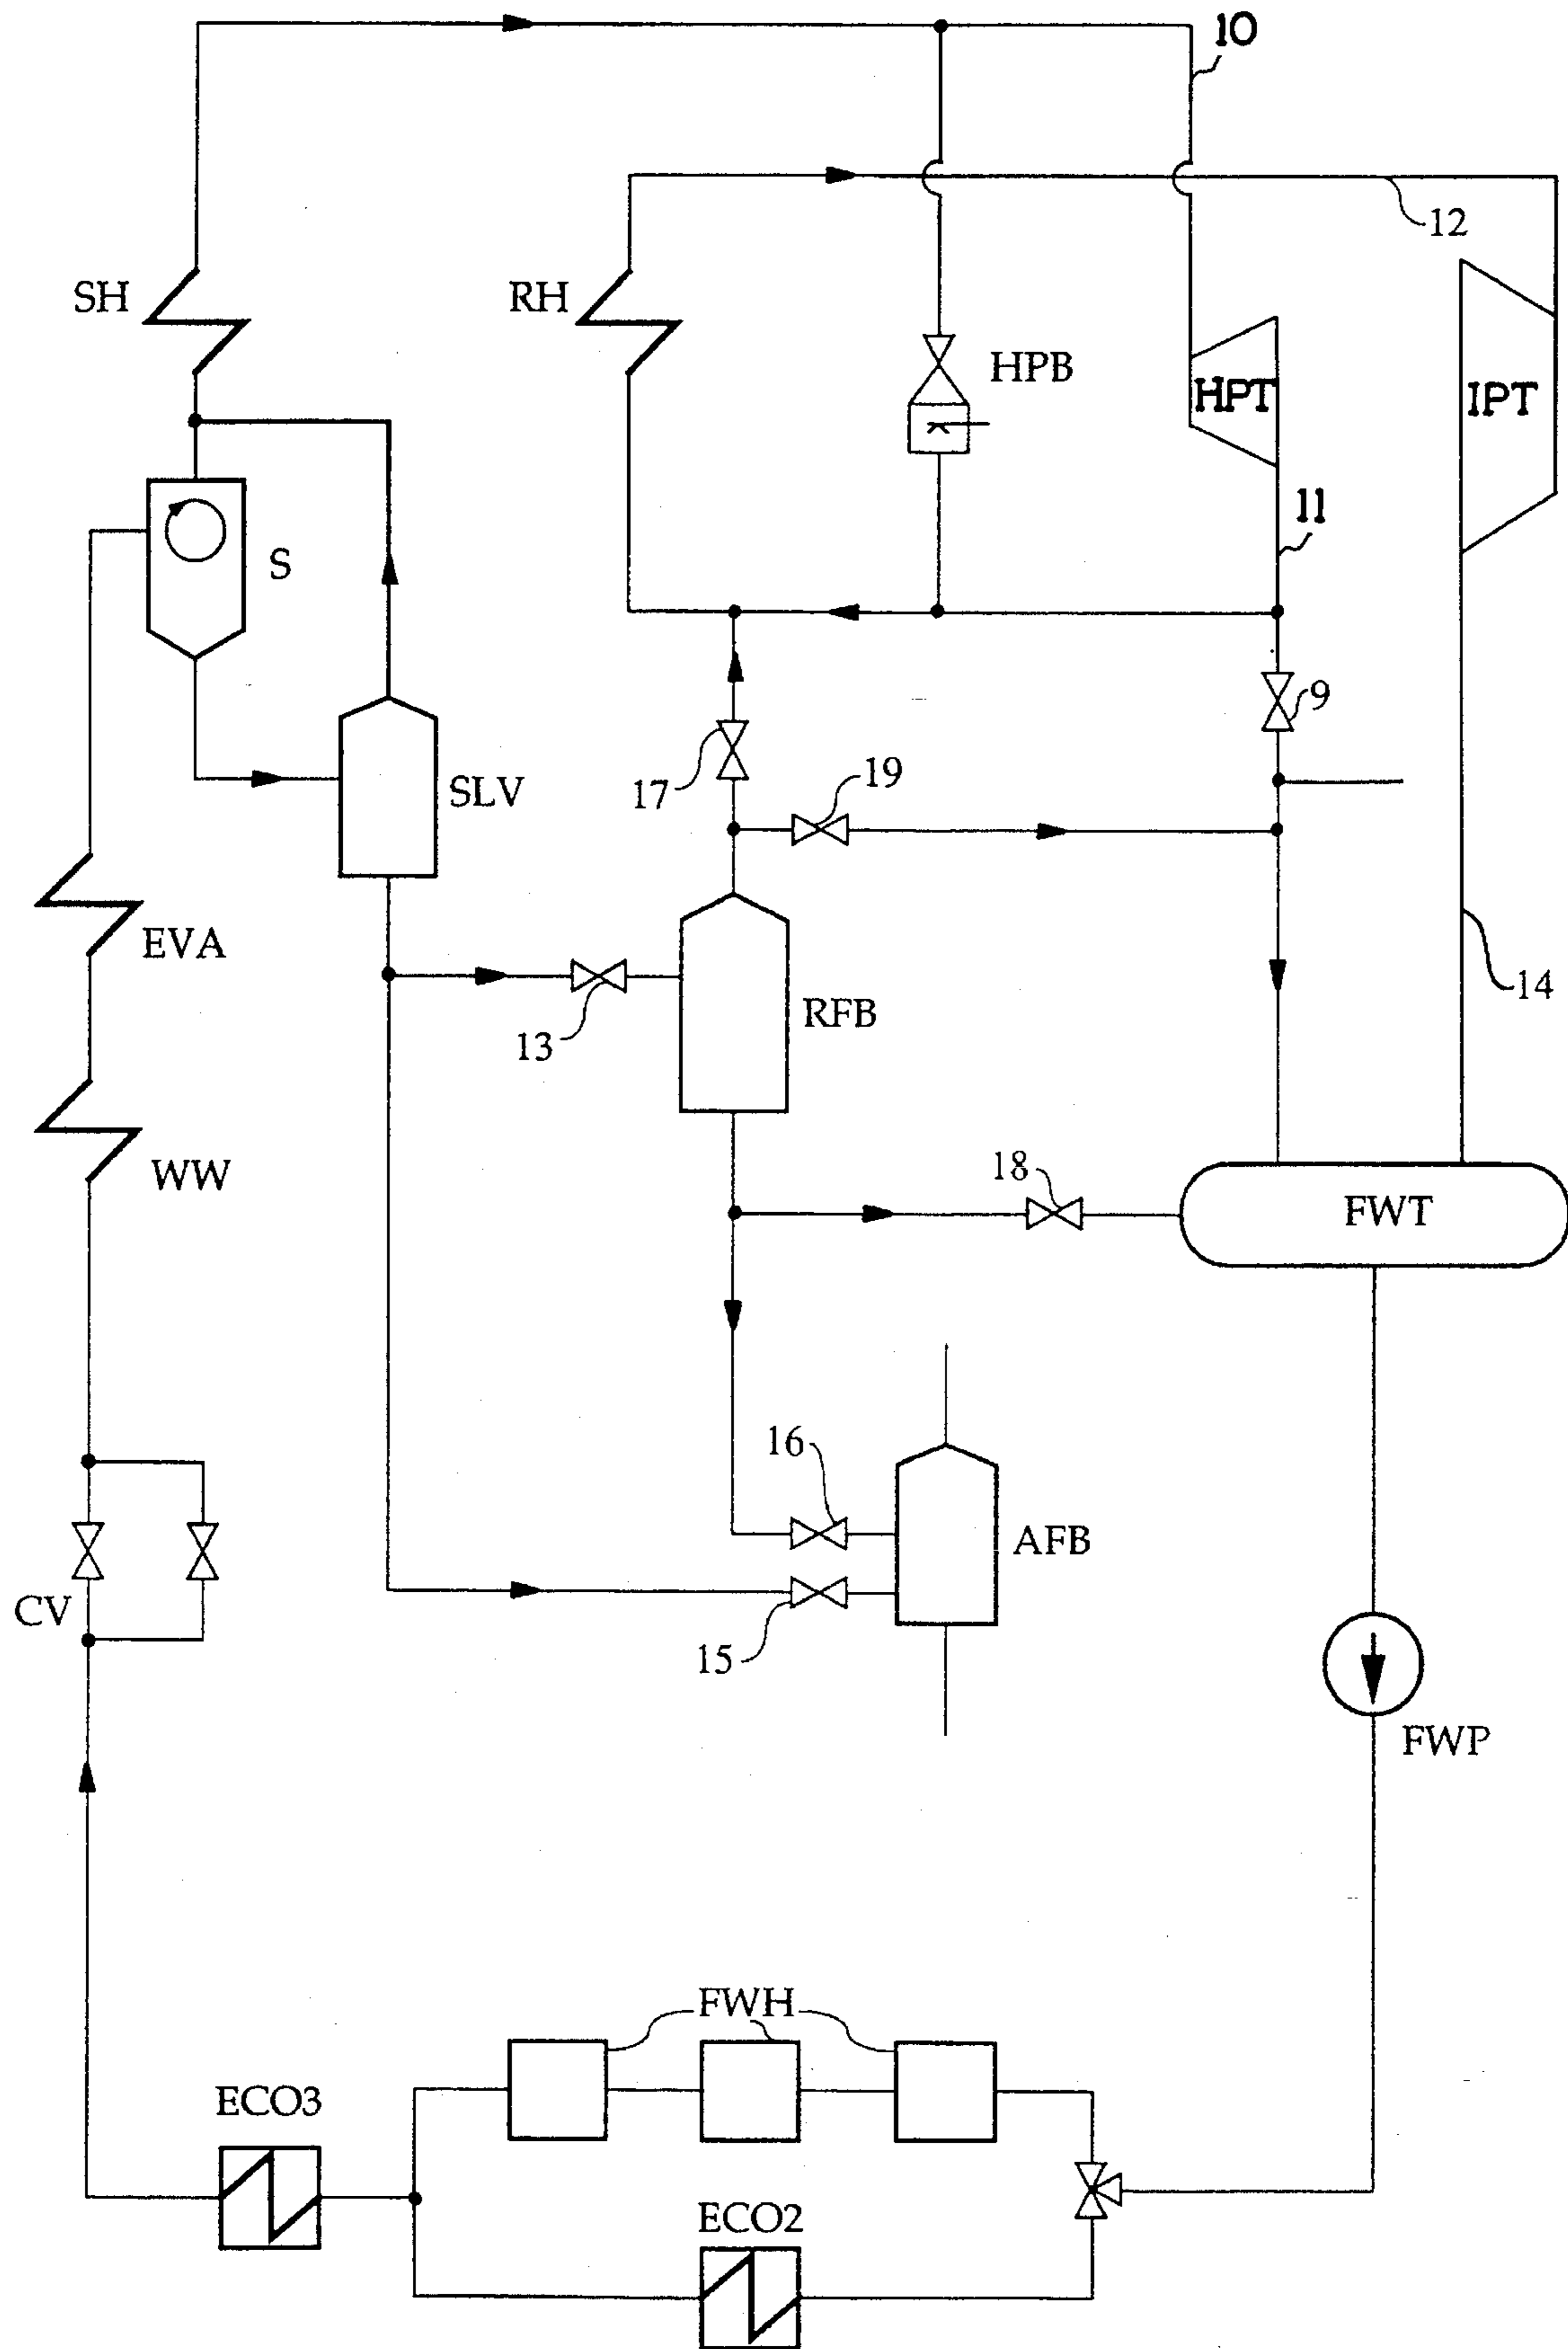 10
12
SH
RH
HPB
HPT
IPT
11
S
9
17
19
SLV
EVA
RFB
14
13
WW
18
FWT
16
AFB
CV
15
FWP
FWH
ECO3
ECO2